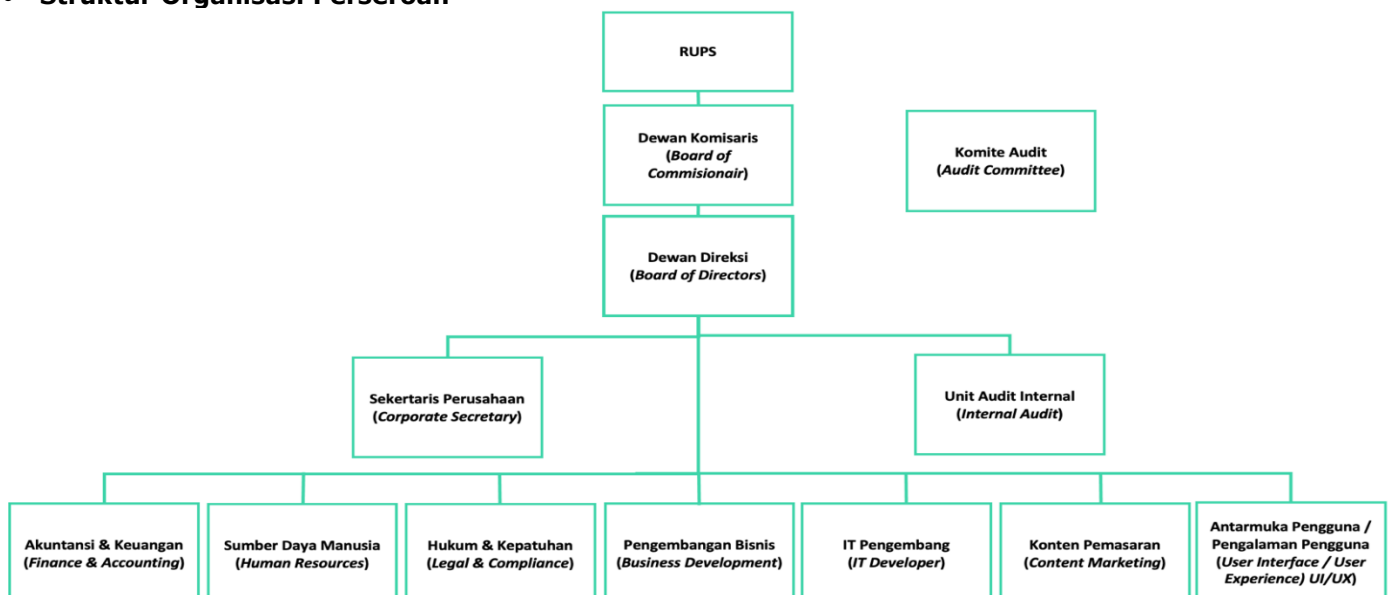 • Struktur Organisasi Perseroan
RUPS
Dewan Komisaris
(Board of
Commisionair)
Komite Audit
(Audit Committee)
Dewan Direksi
(Board of Directors)
Sekertaris Perusahaan
(Corporate Secretary)
Unit Audit Internal
(Internal Audit)
Akuntansi & Keuangan
(Finance & Accounting)
Sumber Daya Manusia
(Human Resources)
Hukum & Kepatuhan
(Legal & Compliance)
Pengembangan Bisnis
(Business Development)
IT Pengembang
(IT Developer)
Konten Pemasaran
(Content Marketing)
Antarmuka Pengguna /
Pengalaman Pengguna
(User Interface / User
Experience) UI/UX)